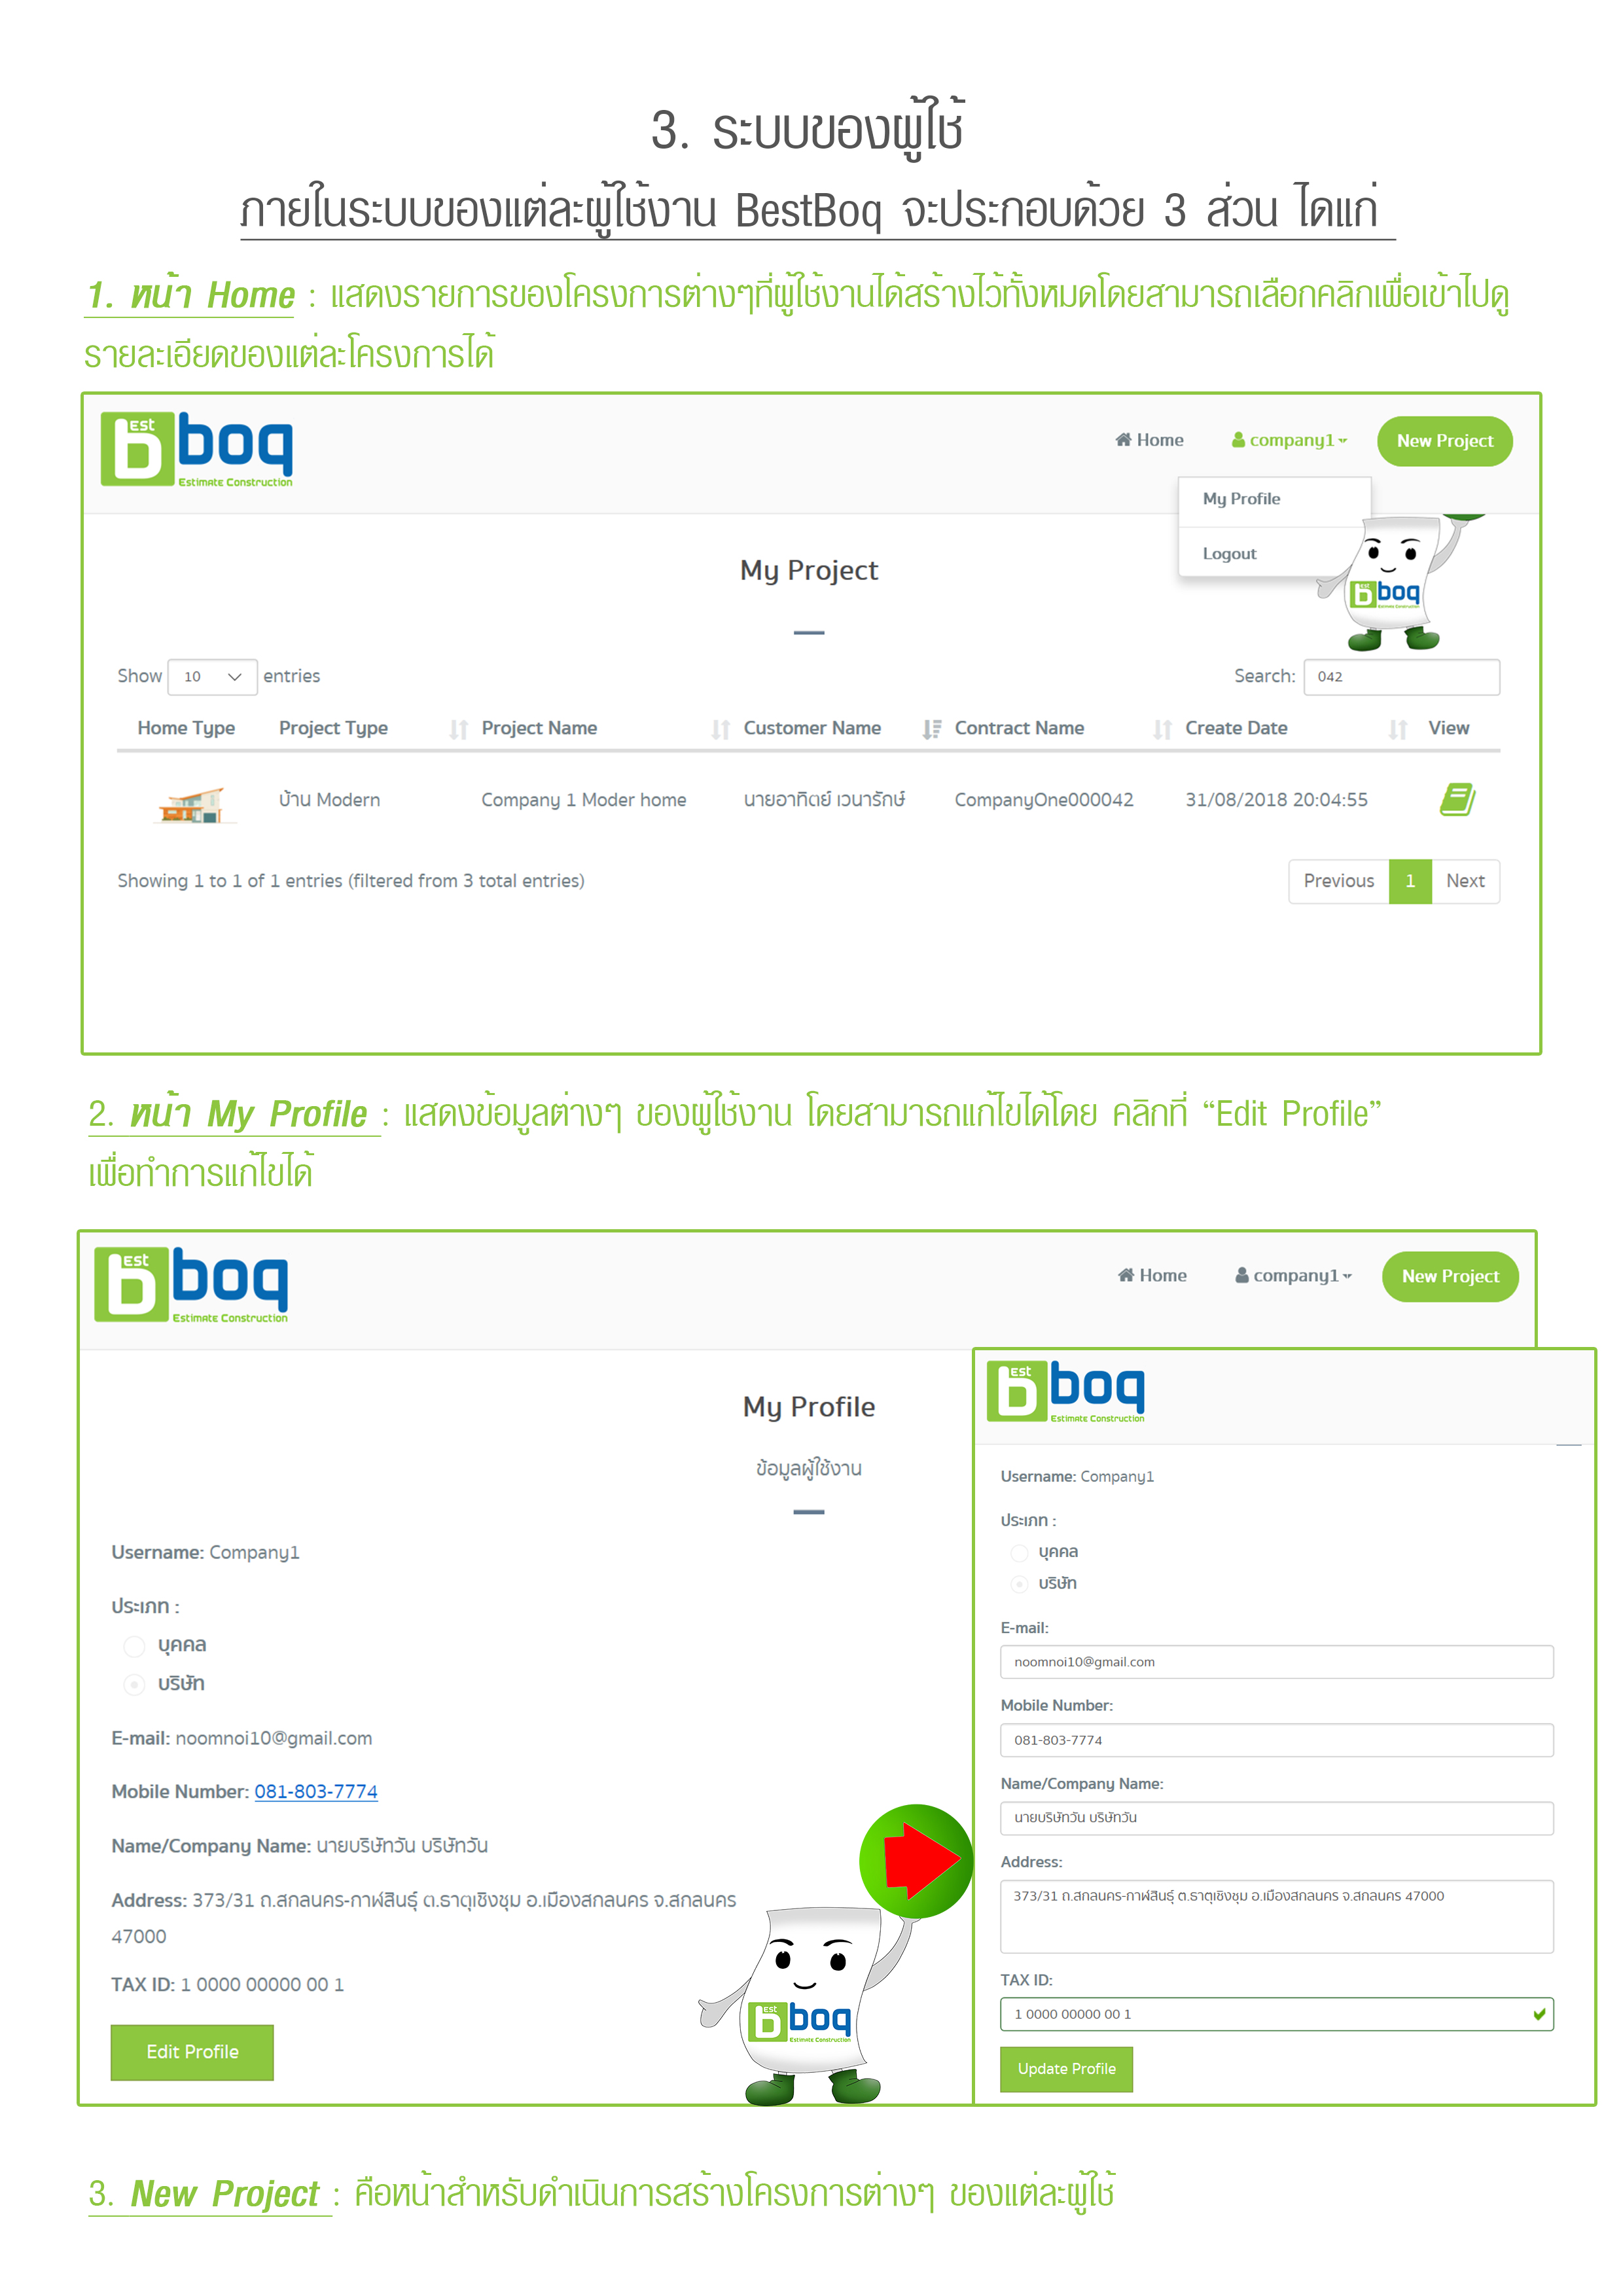 3. ระบบของผู้ใช้
ภายในระบบของแต่ละผู้ใช้งาน BestBoq จะประกอบด้วย 3 ส่วน ไดแก่
1. หน้า Home : แสดงรายการของโครงการต่างๆที่ผู้ใช้งานได้สร้างไว้ทั้งหมดโดยสามารถเลือกคลิกเพื่อเข้าไปดู
รายละเอียดของแต่ละโครงการได้
EST
b boq
Estimate Construction
Home company1 New Project
My Profile
Logout
EST
b boq
Estimate Construction
My Project
Show 10 entries Search: 042
Home Type Project Type Project Name Customer Name Contract Name Create Date View
บ้าน Modern Company 1 Moder home นายอาทิตย์ เวนารักษ์ CompanyOne000042 31/08/2018 20:04:55
Showing 1 to 1 of 1 entries (filtered from 3 total entries) Previous 1 Next
2. หน้า My Profile : แสดงข้อมูลต่างๆ ของผู้ใช้งาน โดยสามารถแก้ไขได้โดย คลิกที่ “Edit Profile”
เพื่อทำการแก้ไขได้
EST
b boq
Estimate Construction
Home company1 New Project
My Profile
ข้อมูลผู้ใช้งาน
Username: Company1
ประเภท :
บุคคล
บริษัท
E-mail: noomnoi10@gmail.com
Mobile Number: 081-803-7774
Name/Company Name: นายบริษัทวัน บริษัทวัน
Address: 373/31 ถ.สกลนคร-กาฬสินธุ์ ต.ธาตุเชิงชุม อ.เมืองสกลนคร จ.สกลนคร
47000
TAX ID: 1 0000 00000 00 1
Edit Profile
EST
b boq
Estimate Construction
EST
b boq
Estimate Construction
Username: Company1
ประเภท :
บุคคล
บริษัท
E-mail:
noomnoi10@gmail.com
Mobile Number:
081-803-7774
Name/Company Name:
นายบริษัทวัน บริษัทวัน
Address:
373/31 ถ.สกลนคร-กาฬสินธุ์ ต.ธาตุเชิงชุม อ.เมืองสกลนคร จ.สกลนคร 47000
TAX ID:
1 0000 00000 00 1
Update Profile
3. New Project : คือหน้าสำหรับดำเนินการสร้างโครงการต่างๆ ของแต่ละผู้ใช้